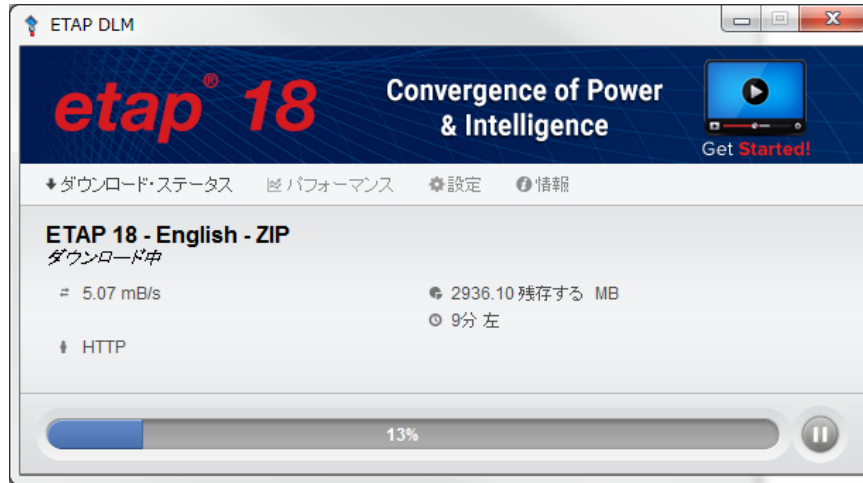 ETAP DLM
etap® 18
Convergence of Power
& Intelligence
Get Started!
ダウンロード・ステータス パフォーマンス 設定 情報
ETAP 18 - English - ZIP
ダウンロード中
5.07 mB/s
2936.10 残存する MB
9分 左
HTTP
13%